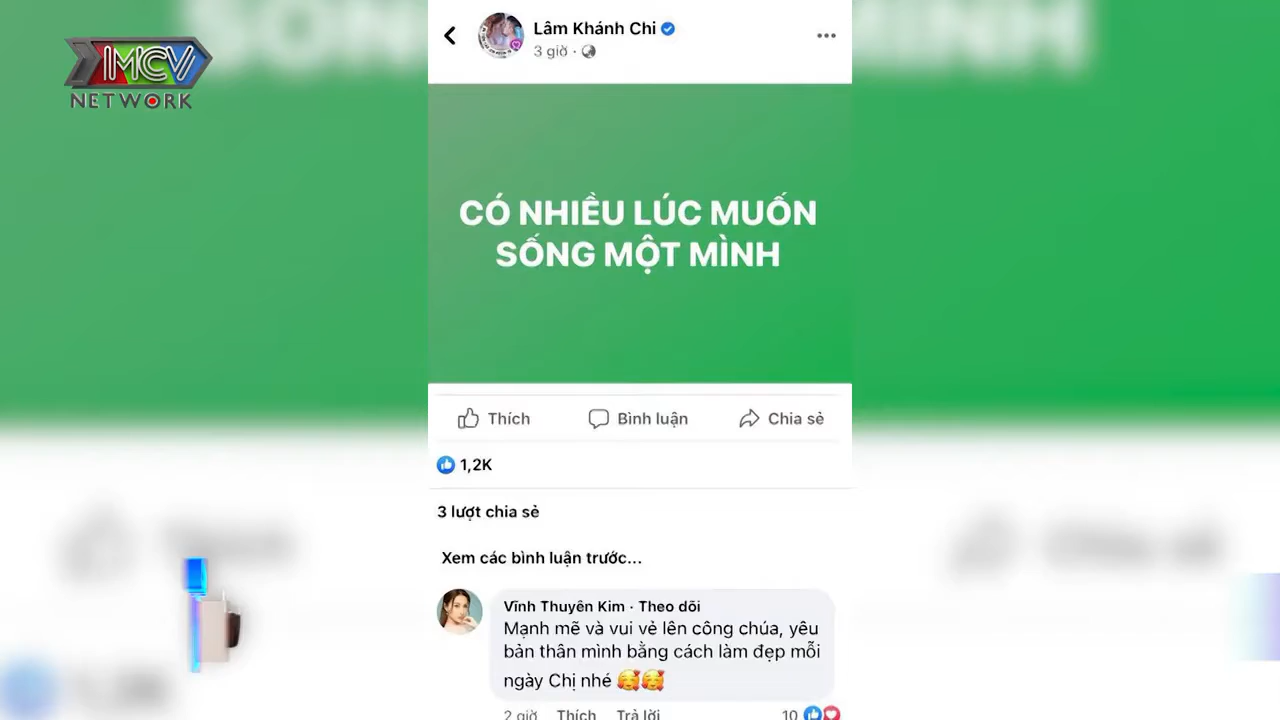 MCV
NETWORK
Lâm Khánh Chi
3 giờ ·
CÓ NHIỀU LÚC MUỐN
SỐNG MỘT MÌNH
Thích
Bình luận
Chia sẻ
1,2K
3 lượt chia sẻ
Xem các bình luận trước...
Vĩnh Thuyên Kim · Theo dõi
Mạnh mẽ và vui vẻ lên công chúa, yêu
bản thân mình bằng cách làm đẹp mỗi
ngày Chị nhé 🥰🥰
2 giờ Thích Trả lời 10